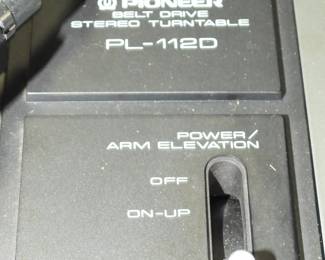 PIONEER
BELT DRIVE
STEREO TURNTABLE
PL-112D
POWER/
ARM ELEVATION
OFF
ON-UP